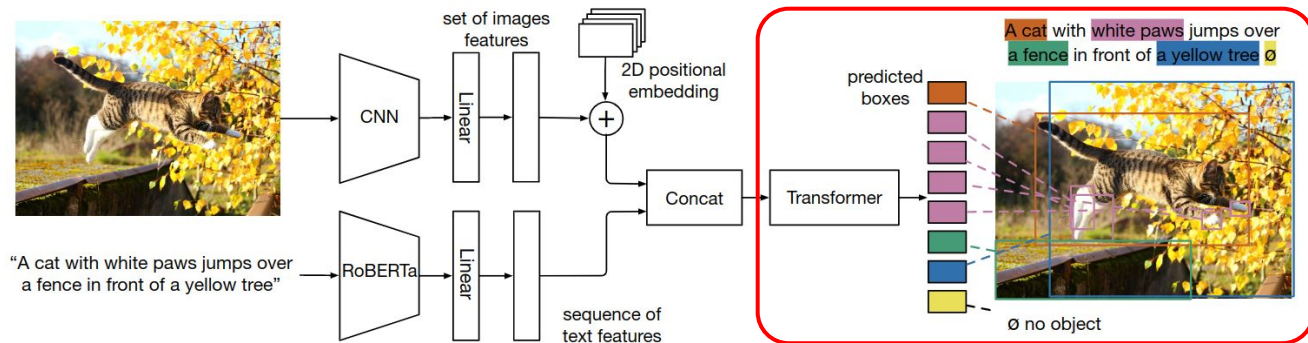 set of images
features
CNN
Linear
2D positional
embedding
+
"A cat with white paws jumps over
a fence in front of a yellow tree"
RoBERTa
Linear
sequence of
text features
Concat
Transformer
predicted
boxes
A cat with white paws jumps over
a fence in front of a yellow tree ø
ø no object